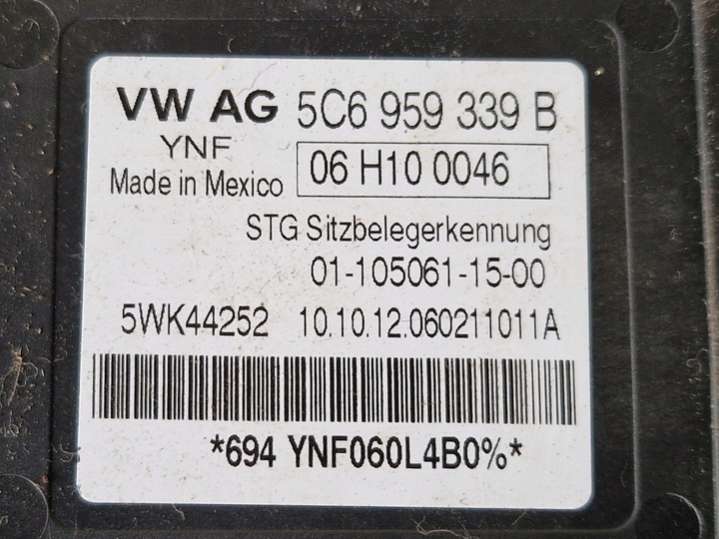 VW AG 5C6 959 339 B
YNF 06 H10 0046
Made in Mexico
STG Sitzbelegerkennung
01-105061-15-00
5WK44252 10.10.12.060211011A
*694 YNF060L4B0%*